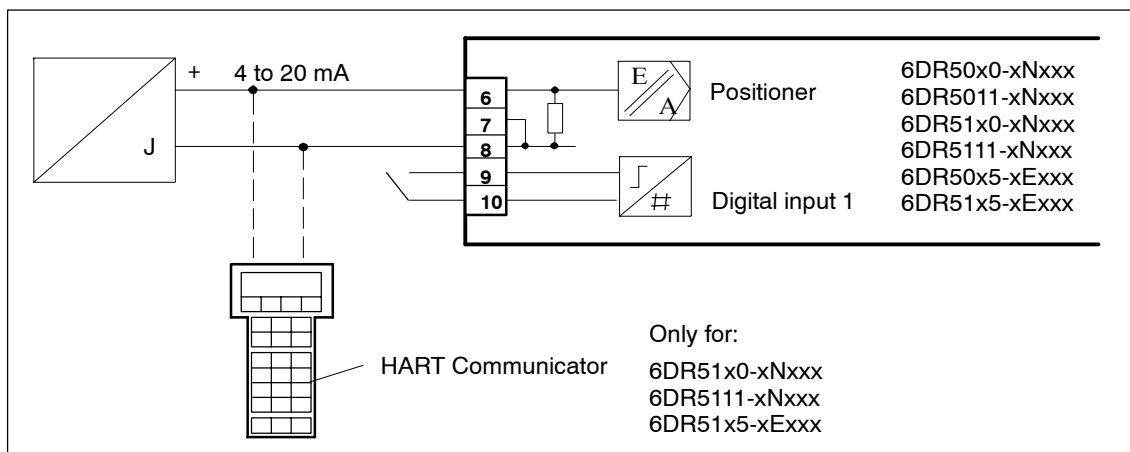 + 4 to 20 mA
J
6
7
8
9
10
E
A
Positioner
Digital input 1
#
6DR50x0-xNxxx
6DR5011-xNxxx
6DR51x0-xNxxx
6DR5111-xNxxx
6DR50x5-xExxx
6DR51x5-xExxx
HART Communicator
Only for:
6DR51x0-xNxxx
6DR5111-xNxxx
6DR51x5-xExxx